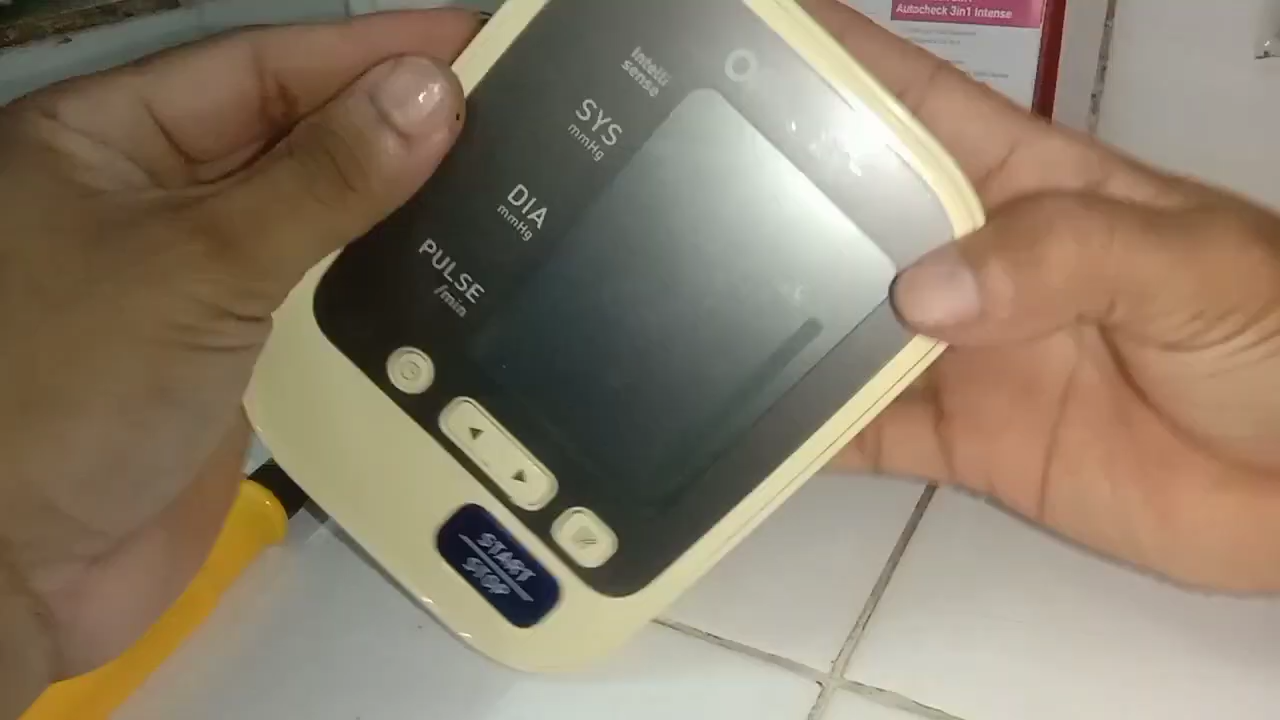 Autocheck 3in1 Intense
Intelli
sense
SYS
mmHg
DIA
mmHg
PULSE
/min
START
STOP